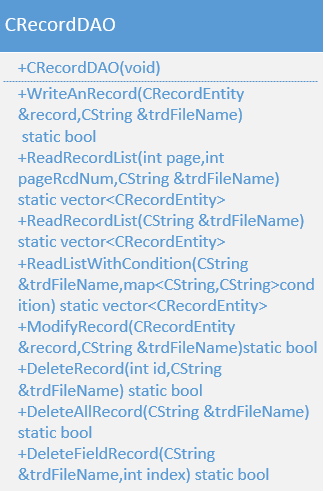 CRecordDAO
+CRecordDAO(void)
+WriteAnRecord(CRecordEntity
&record,CString &trdFileName)
static bool
+ReadRecordList(int page,int
pageRcdNum,CString &trdFileName)
static vector<CRecordEntity>
+ReadRecordList(CString &trdFileName)
static vector<CRecordEntity>
+ReadListWithCondition(CString
&trdFileName,map<CString,CString>cond
ition) static vector<CRecordEntity>
+ModifyRecord(CRecordEntity
&record,CString &trdFileName)static bool
+DeleteRecord(int id,CString
&trdFileName) static bool
+DeleteAllRecord(CString &trdFileName)
static bool
+DeleteFieldRecord(CString
&trdFileName,int index) static bool